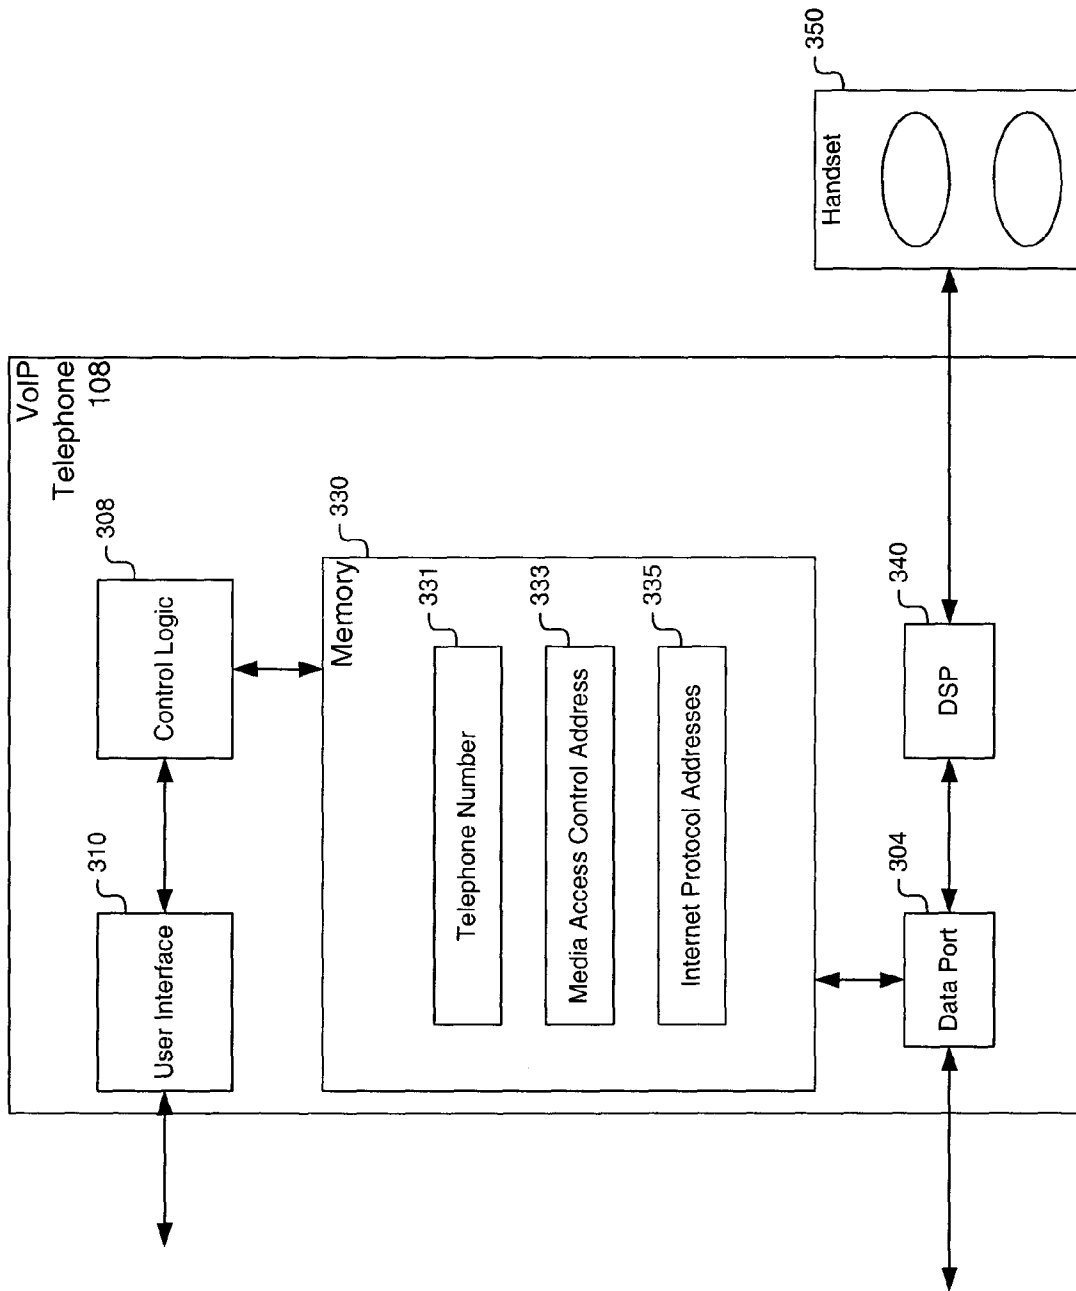 VoIP
Telephone
108
310
User Interface
308
Control Logic
330
Memory
331
Telephone Number
333
Media Access Control Address
335
Internet Protocol Addresses
304
Data Port
340
DSP
350
Handset